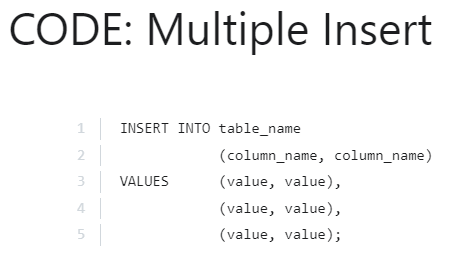 CODE: Multiple Insert
1 INSERT INTO table_name
2 (column_name, column_name)
3 VALUES (value, value),
4 (value, value),
5 (value, value);